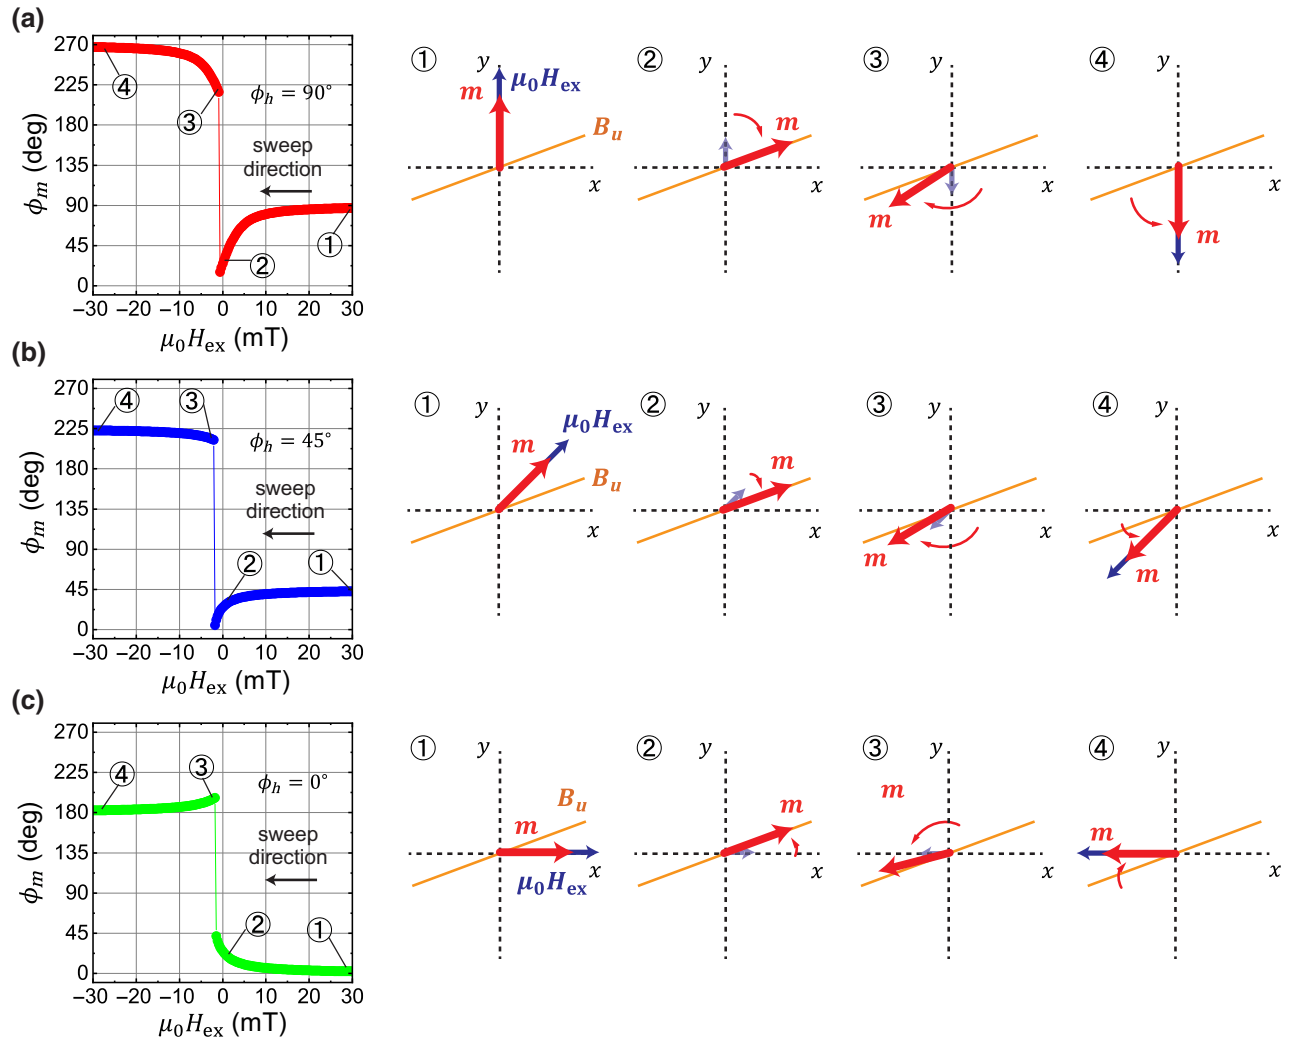 (a)
270
225
180
135
90
45
0
ϕm (deg)
ϕh = 90°
sweep
direction
④
③
②
①
−30 −20 −10 0 10 20 30
μ0Hex (mT)
① y μ0Hex m Bu x
② y m x
③ y m x
④ y m x
(b)
270
225
180
135
90
45
0
ϕm (deg)
ϕh = 45°
sweep
direction
④
③
②
①
−30 −20 −10 0 10 20 30
μ0Hex (mT)
① y μ0Hex m Bu x
② y m x
③ y m x
④ y m x
(c)
270
225
180
135
90
45
0
ϕm (deg)
ϕh = 0°
sweep
direction
④
③
②
①
−30 −20 −10 0 10 20 30
μ0Hex (mT)
① y Bu m x μ0Hex
② y m x
③ y m x
④ y m x